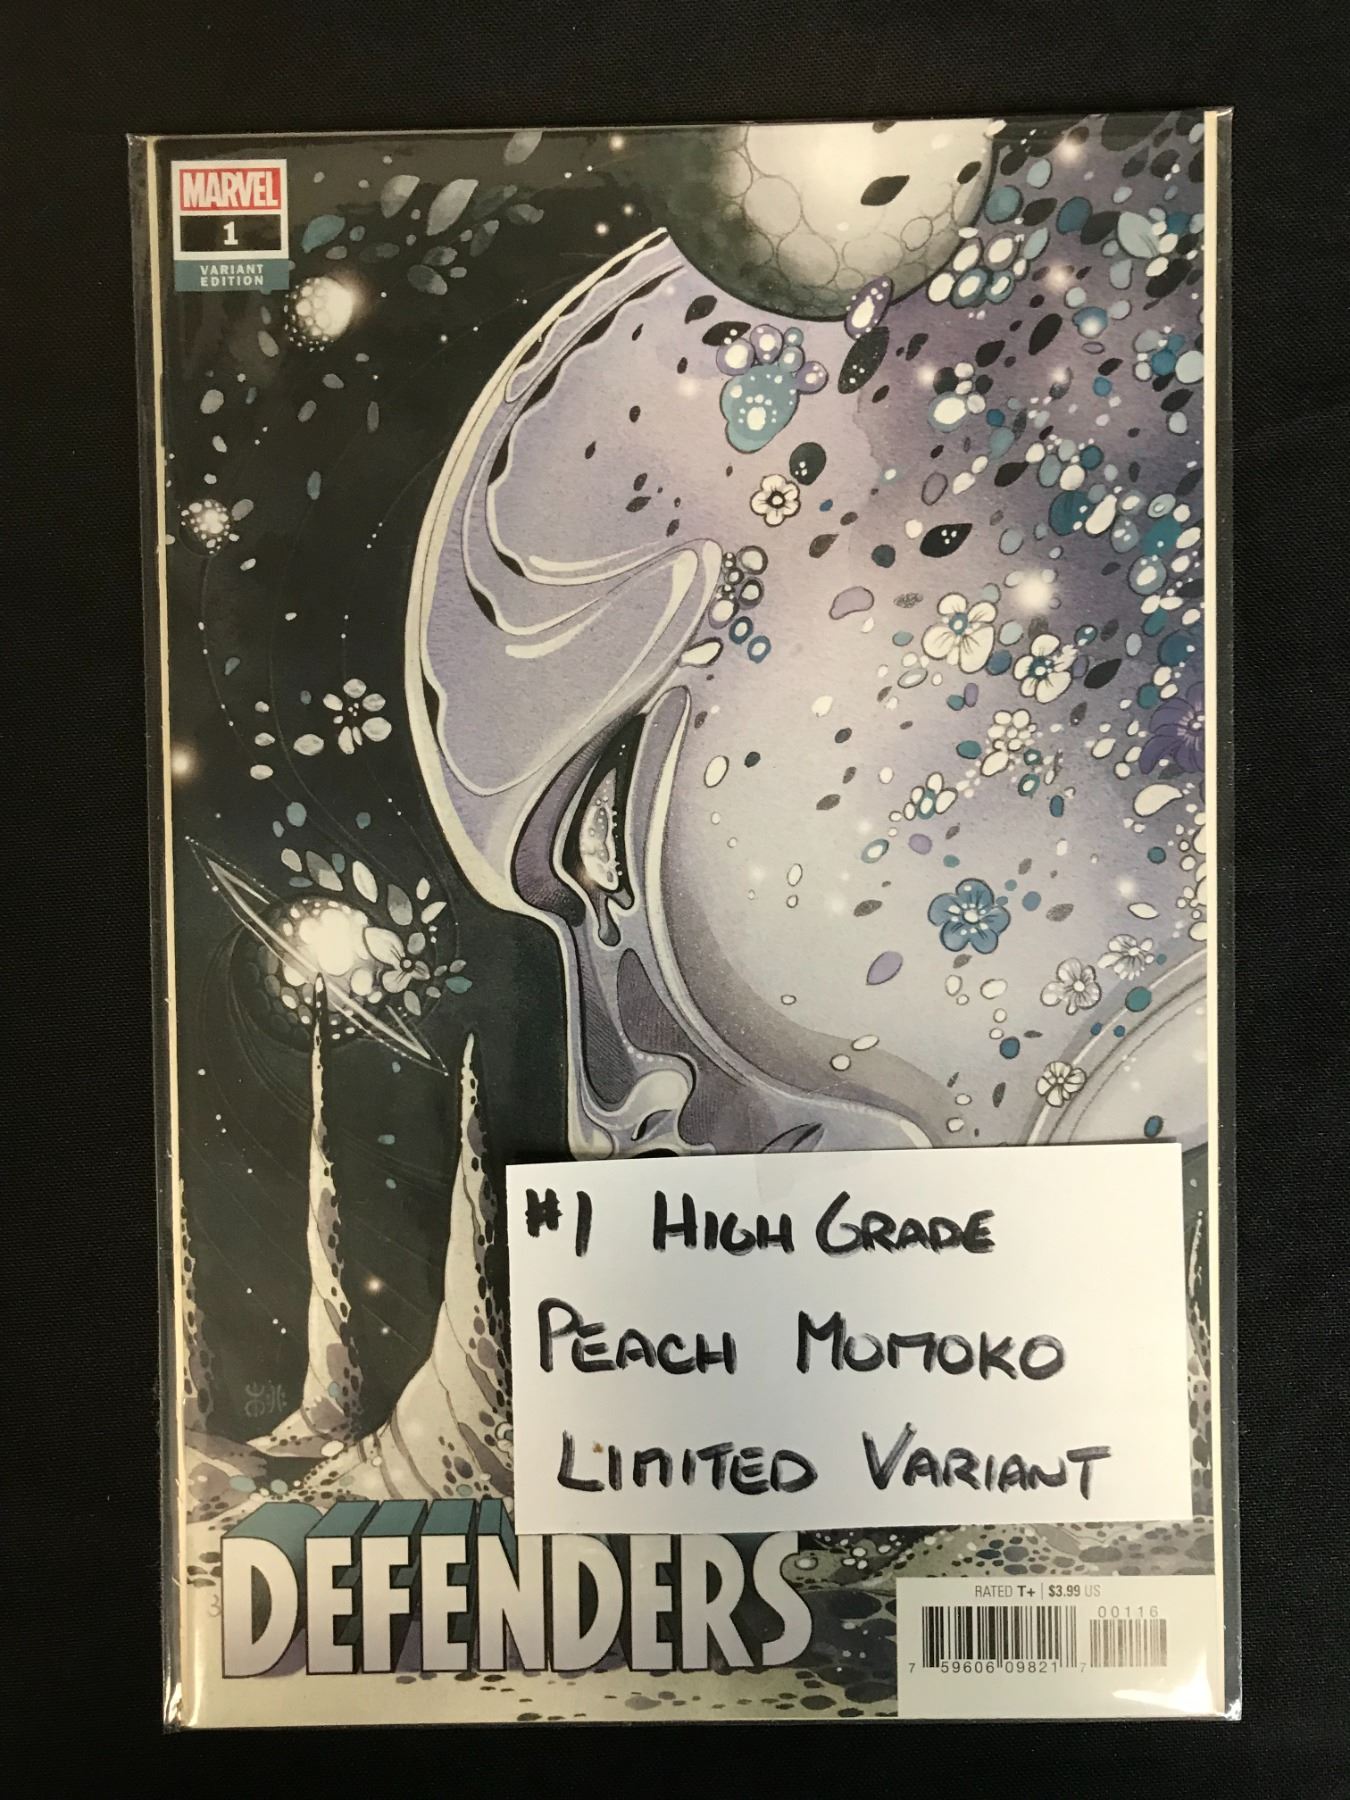 MARVEL
1
VARIANT
EDITION
#1 HIGH GRADE
PEACH MOMOKO
LIMITED VARIANT
DEFENDERS
RATED T+ $3.99 US
00116
7 59606 09821 7